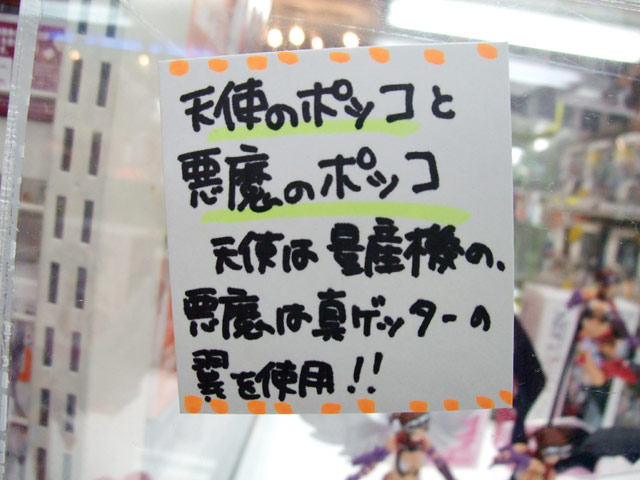 天使のポッコと
悪魔のポッコ
天使は量産機の、
悪魔は真ゲッターの
翼を使用!!